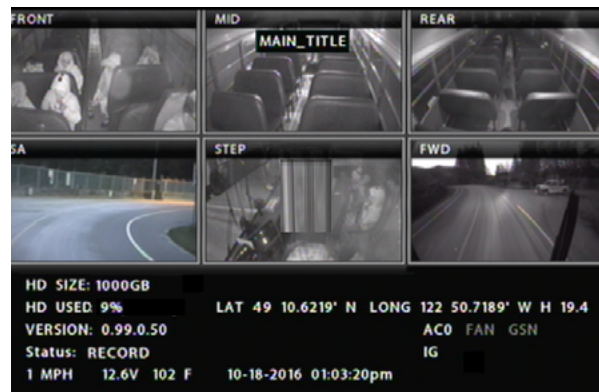 FRONT
MID
REAR
MAIN_TITLE
SA
STEP
FWD
HD SIZE: 1000GB
HD USED: 9%
LAT 49 10.6219' N LONG 122 50.7189' W H 19.4
VERSION: 0.99.0.50
AC0 FAN GSN
Status: RECORD
IG
1 MPH 12.6V 102 F 10-18-2016 01:03:20pm